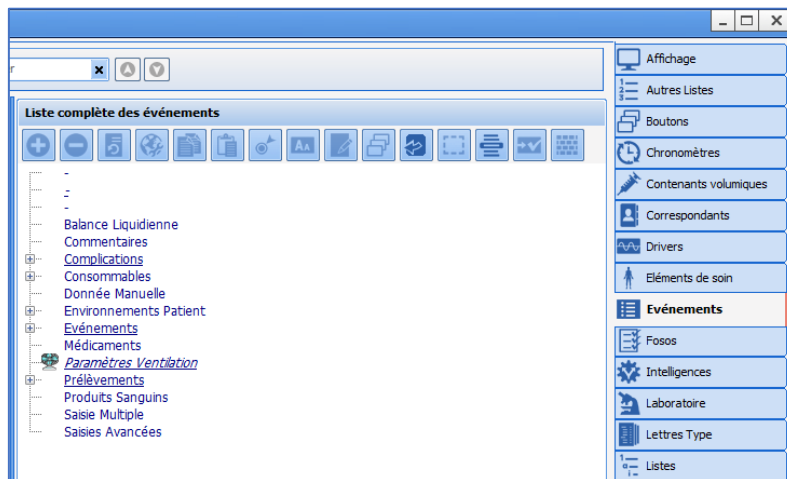 r
Liste complète des événements
-
-
-
Balance Liquidienne
Commentaires
Complications
Consommables
Donnée Manuelle
Environnements Patient
Evénements
Médicaments
Paramètres Ventilation
Prélèvements
Produits Sanguins
Saisie Multiple
Saisies Avancées
Affichage
Autres Listes
Boutons
Chronomètres
Contenants volumiques
Correspondants
Drivers
Eléments de soin
Evénements
Fosos
Intelligences
Laboratoire
Lettres Type
Listes